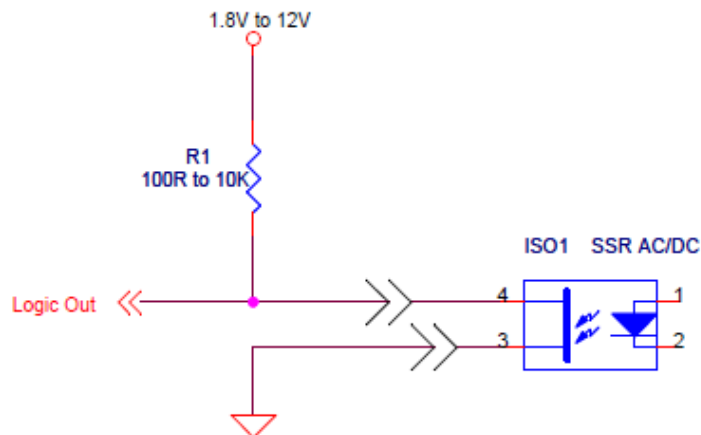 1.8V to 12V
R1
100R to 10K
ISO1 SSR AC/DC
Logic Out
4
1
3
2